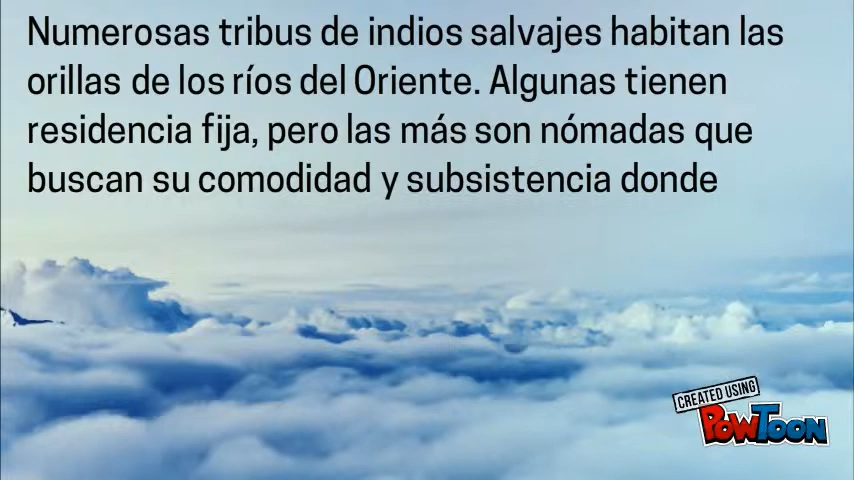 Numerosas tribus de indios salvajes habitan las
orillas de los ríos del Oriente. Algunas tienen
residencia fija, pero las más son nómadas que
buscan su comodidad y subsistencia donde
CREATED USING
POWTOON